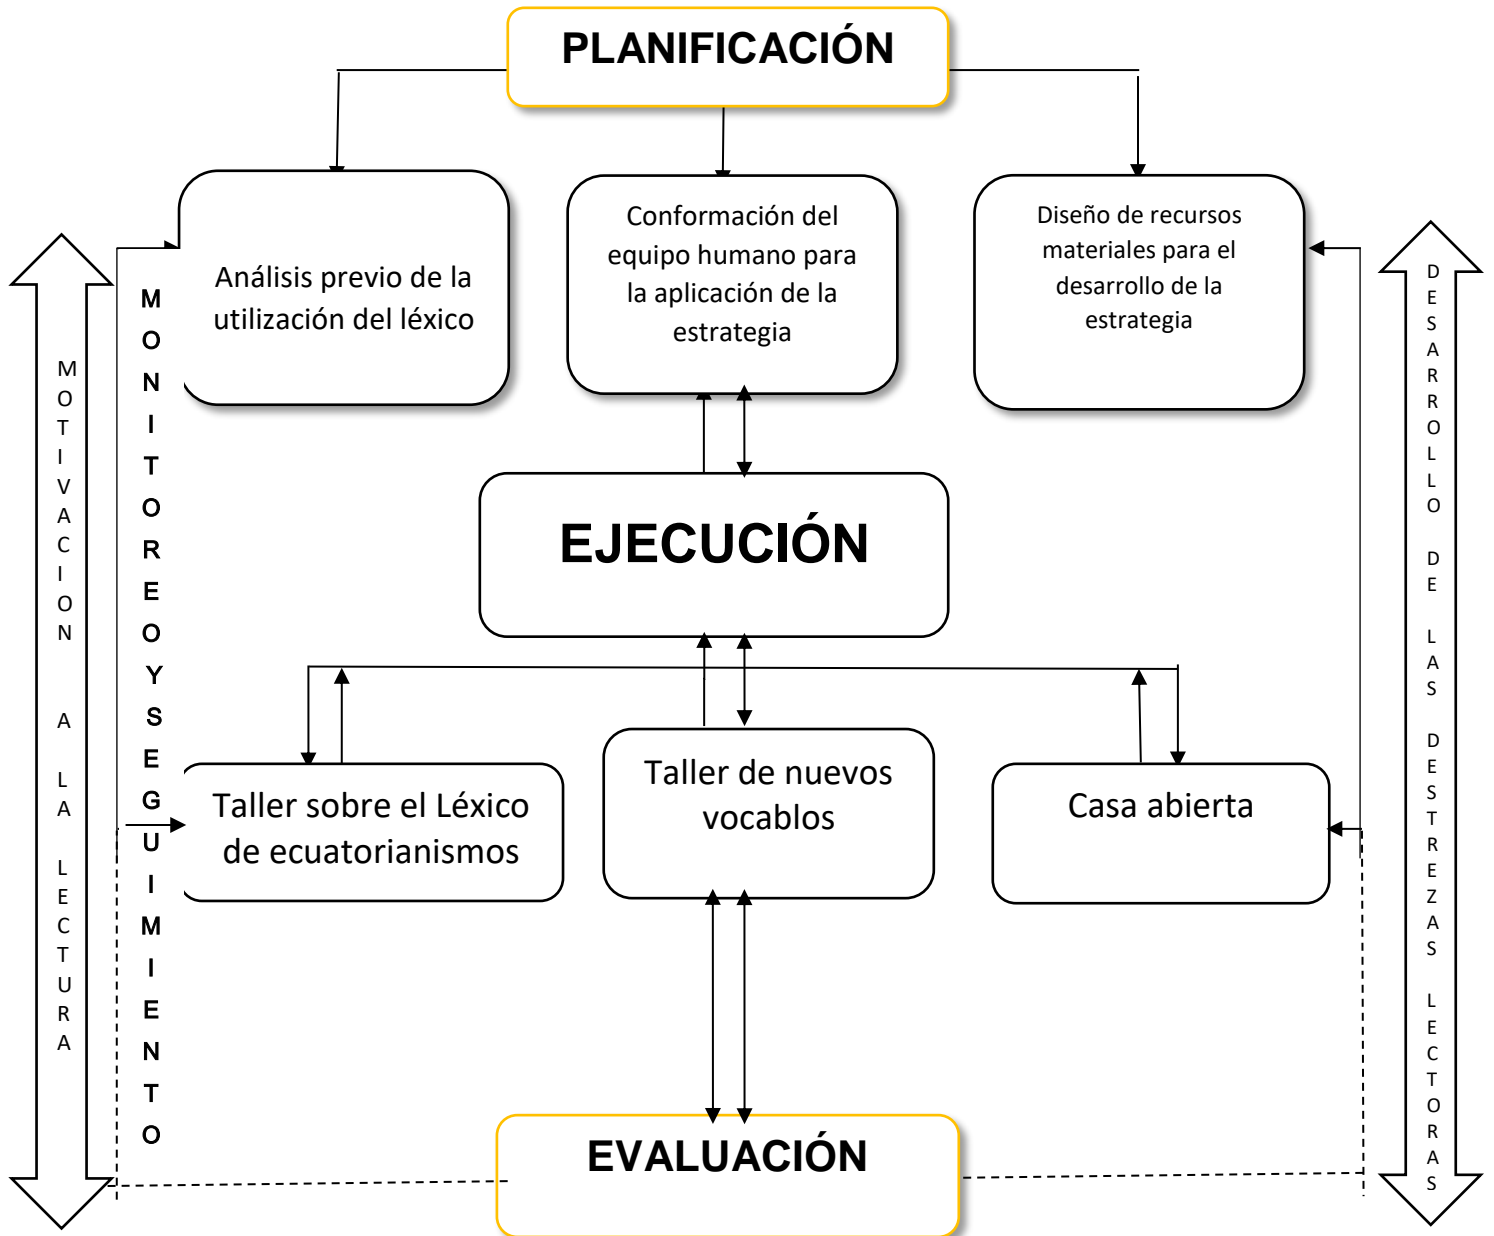 PLANIFICACIÓN
Análisis previo de la
utilización del léxico
Conformación del
equipo humano para
la aplicación de la
estrategia
Diseño de recursos
materiales para el
desarrollo de la
estrategia
MOTIVACION A LA LECTURA
MONITOREOYSEGUIMIENTO
DESARROLLO DE LAS DESTREZAS LECTORAS
EJECUCIÓN
Taller sobre el Léxico
de ecuatorianismos
Taller de nuevos
vocablos
Casa abierta
EVALUACIÓN